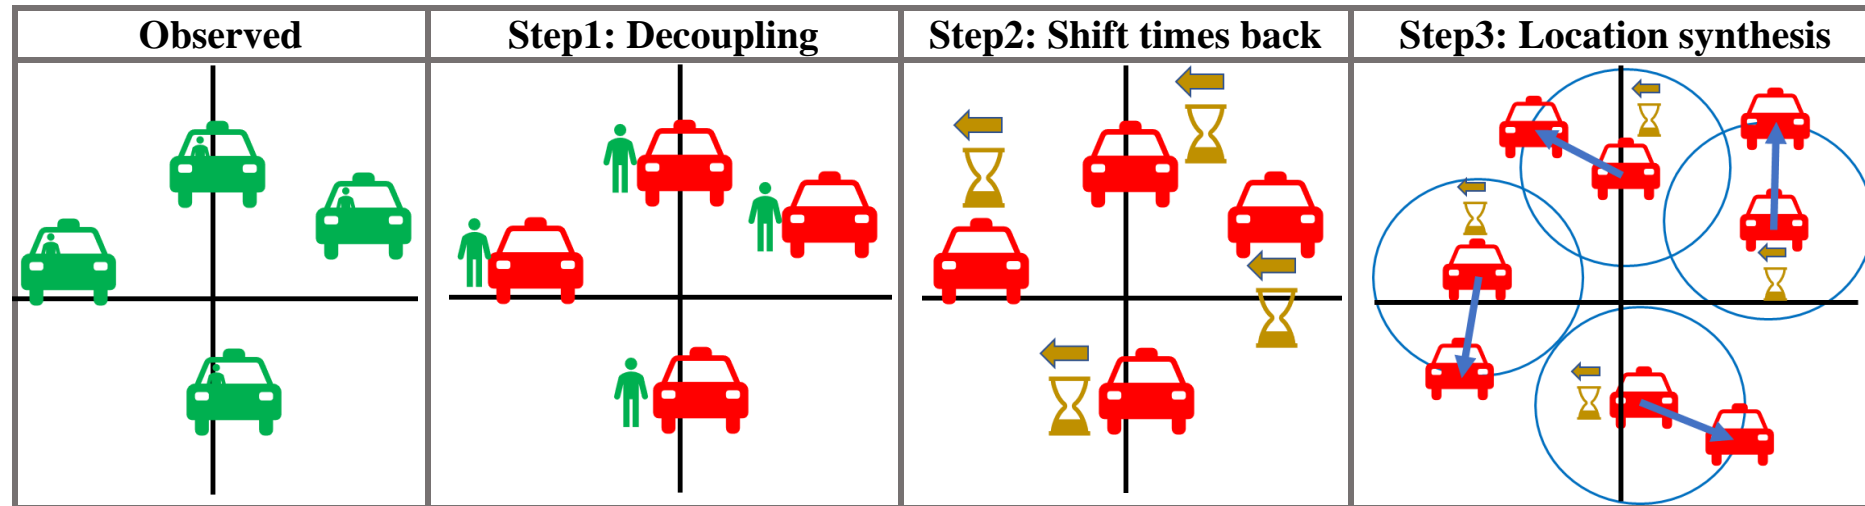 Observed
Step1: Decoupling
Step2: Shift times back
Step3: Location synthesis